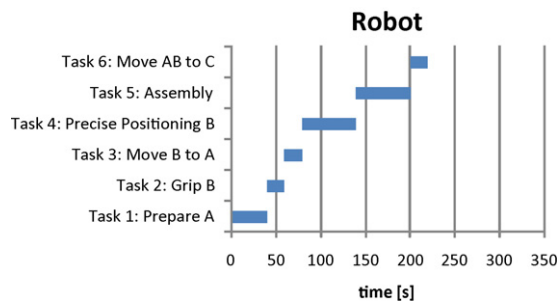 Robot
Task 6: Move AB to C
Task 5: Assembly
Task 4: Precise Positioning B
Task 3: Move B to A
Task 2: Grip B
Task 1: Prepare A
0 50 100 150 200 250 300 350
time [s]